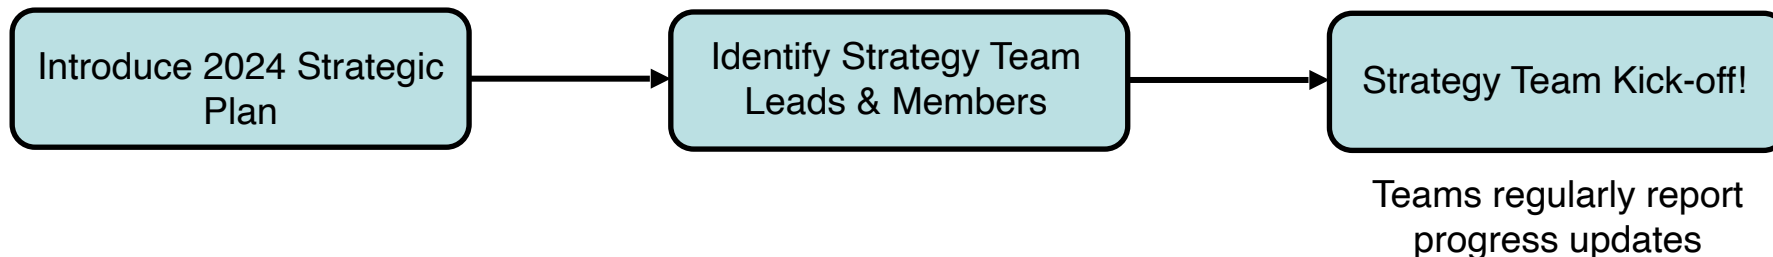 Introduce 2024 Strategic
Plan
Identify Strategy Team
Leads & Members
Strategy Team Kick-off!
Teams regularly report
progress updates